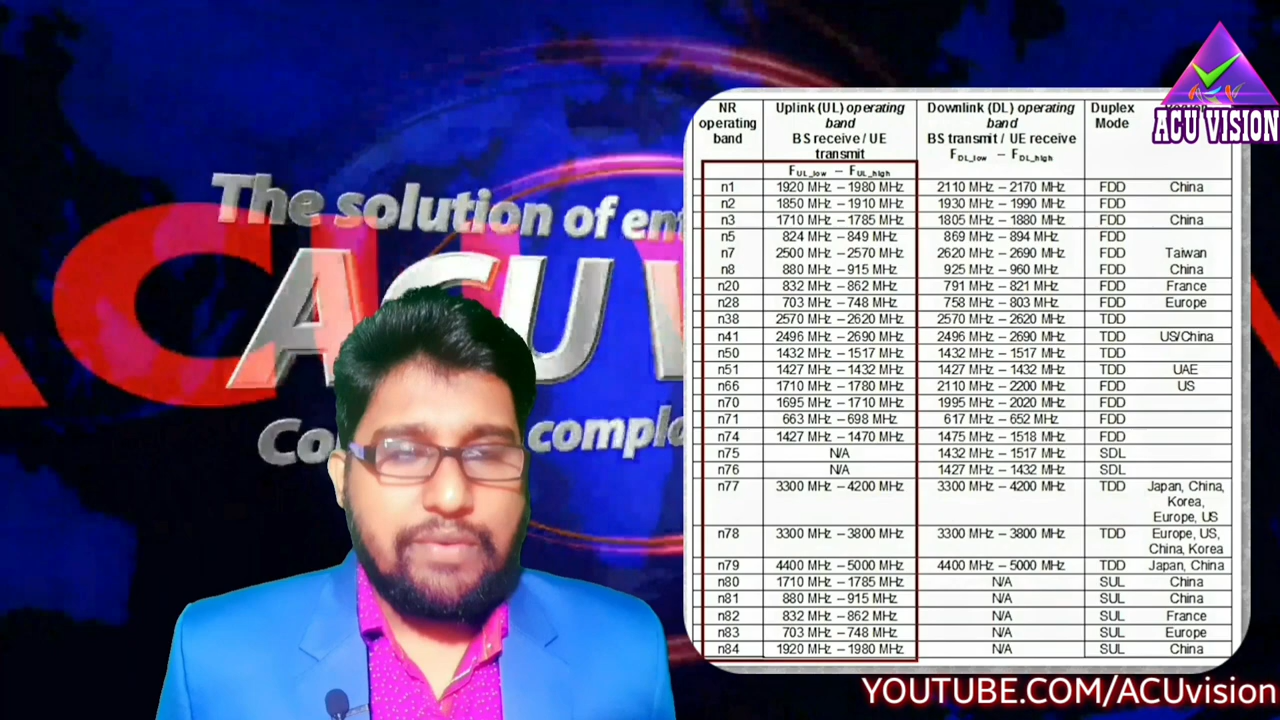 ACU VISION
The solution of
ACU
compla
NR operating band Uplink (UL) operating band BS receive / UE transmit FUL_low – FUL_high Downlink (DL) operating band BS transmit / UE receive FDL_low – FDL_high Duplex Mode
n1 1920 MHz – 1980 MHz 2110 MHz – 2170 MHz FDD China
n2 1850 MHz – 1910 MHz 1930 MHz – 1990 MHz FDD
n3 1710 MHz – 1785 MHz 1805 MHz – 1880 MHz FDD China
n5 824 MHz – 849 MHz 869 MHz – 894 MHz FDD
n7 2500 MHz – 2570 MHz 2620 MHz – 2690 MHz FDD Taiwan
n8 880 MHz – 915 MHz 925 MHz – 960 MHz FDD China
n20 832 MHz – 862 MHz 791 MHz – 821 MHz FDD France
n28 703 MHz – 748 MHz 758 MHz – 803 MHz FDD Europe
n38 2570 MHz – 2620 MHz 2570 MHz – 2620 MHz TDD
n41 2496 MHz – 2690 MHz 2496 MHz – 2690 MHz TDD US/China
n50 1432 MHz – 1517 MHz 1432 MHz – 1517 MHz TDD
n51 1427 MHz – 1432 MHz 1427 MHz – 1432 MHz TDD UAE
n66 1710 MHz – 1780 MHz 2110 MHz – 2200 MHz FDD US
n70 1695 MHz – 1710 MHz 1995 MHz – 2020 MHz FDD
n71 663 MHz – 698 MHz 617 MHz – 652 MHz FDD
n74 1427 MHz – 1470 MHz 1475 MHz – 1518 MHz FDD
n75 N/A 1432 MHz – 1517 MHz SDL
n76 N/A 1427 MHz – 1432 MHz SDL
n77 3300 MHz – 4200 MHz 3300 MHz – 4200 MHz TDD Japan, China, Korea, Europe, US
n78 3300 MHz – 3800 MHz 3300 MHz – 3800 MHz TDD Europe, US, China, Korea
n79 4400 MHz – 5000 MHz 4400 MHz – 5000 MHz TDD Japan, China
n80 1710 MHz – 1785 MHz N/A SUL China
n81 880 MHz – 915 MHz N/A SUL China
n82 832 MHz – 862 MHz N/A SUL France
n83 703 MHz – 748 MHz N/A SUL Europe
n84 1920 MHz – 1980 MHz N/A SUL China
YOUTUBE.COM/ACUvision